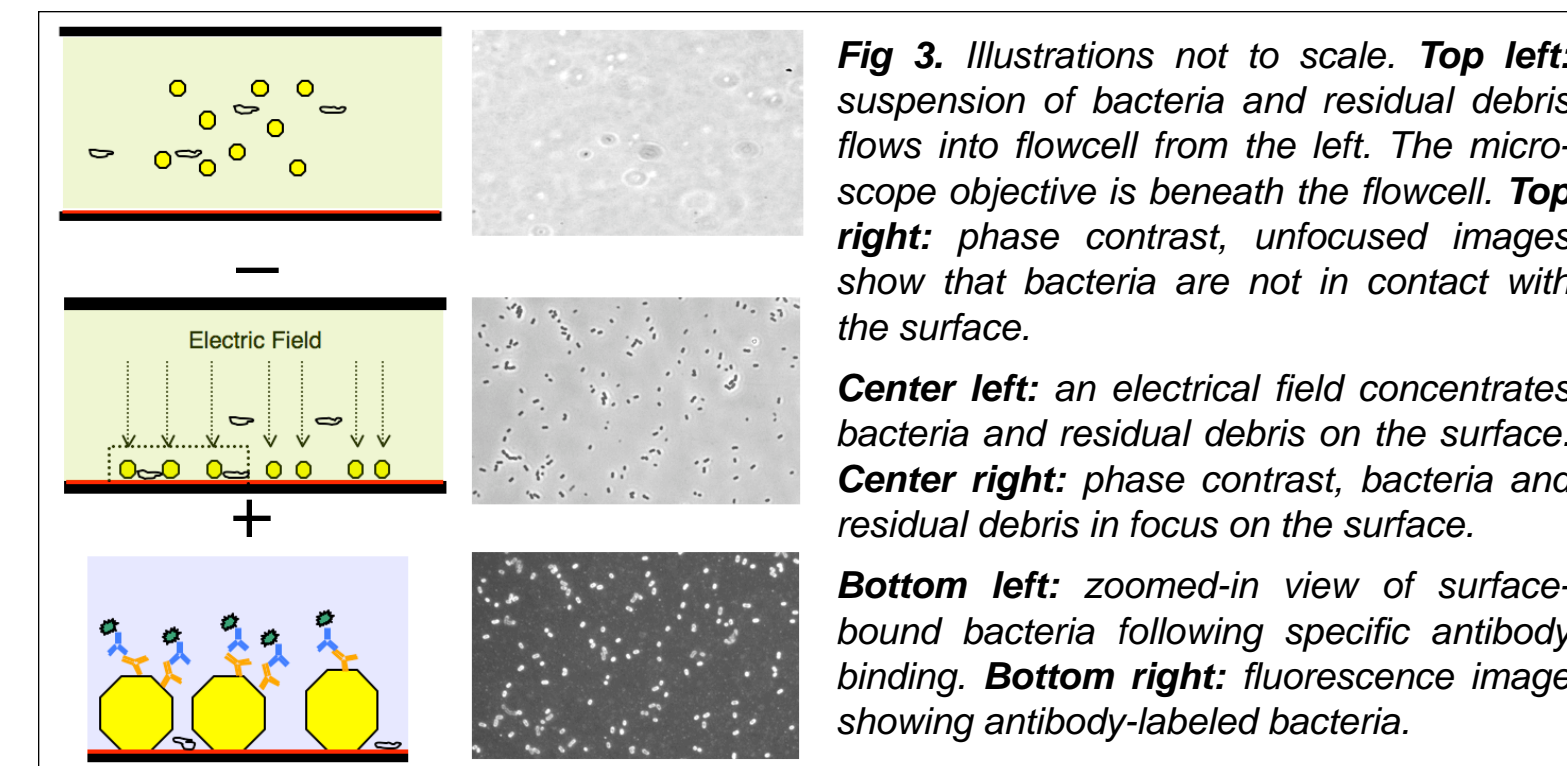 Fig 3. Illustrations not to scale. Top left:
suspension of bacteria and residual debris
flows into flowcell from the left. The micro-
scope objective is beneath the flowcell. Top
right: phase contrast, unfocused images
show that bacteria are not in contact with
the surface.
–
Electric Field
+
Center left: an electrical field concentrates
bacteria and residual debris on the surface.
Center right: phase contrast, bacteria and
residual debris in focus on the surface.
Bottom left: zoomed-in view of surface-
bound bacteria following specific antibody
binding. Bottom right: fluorescence image
showing antibody-labeled bacteria.